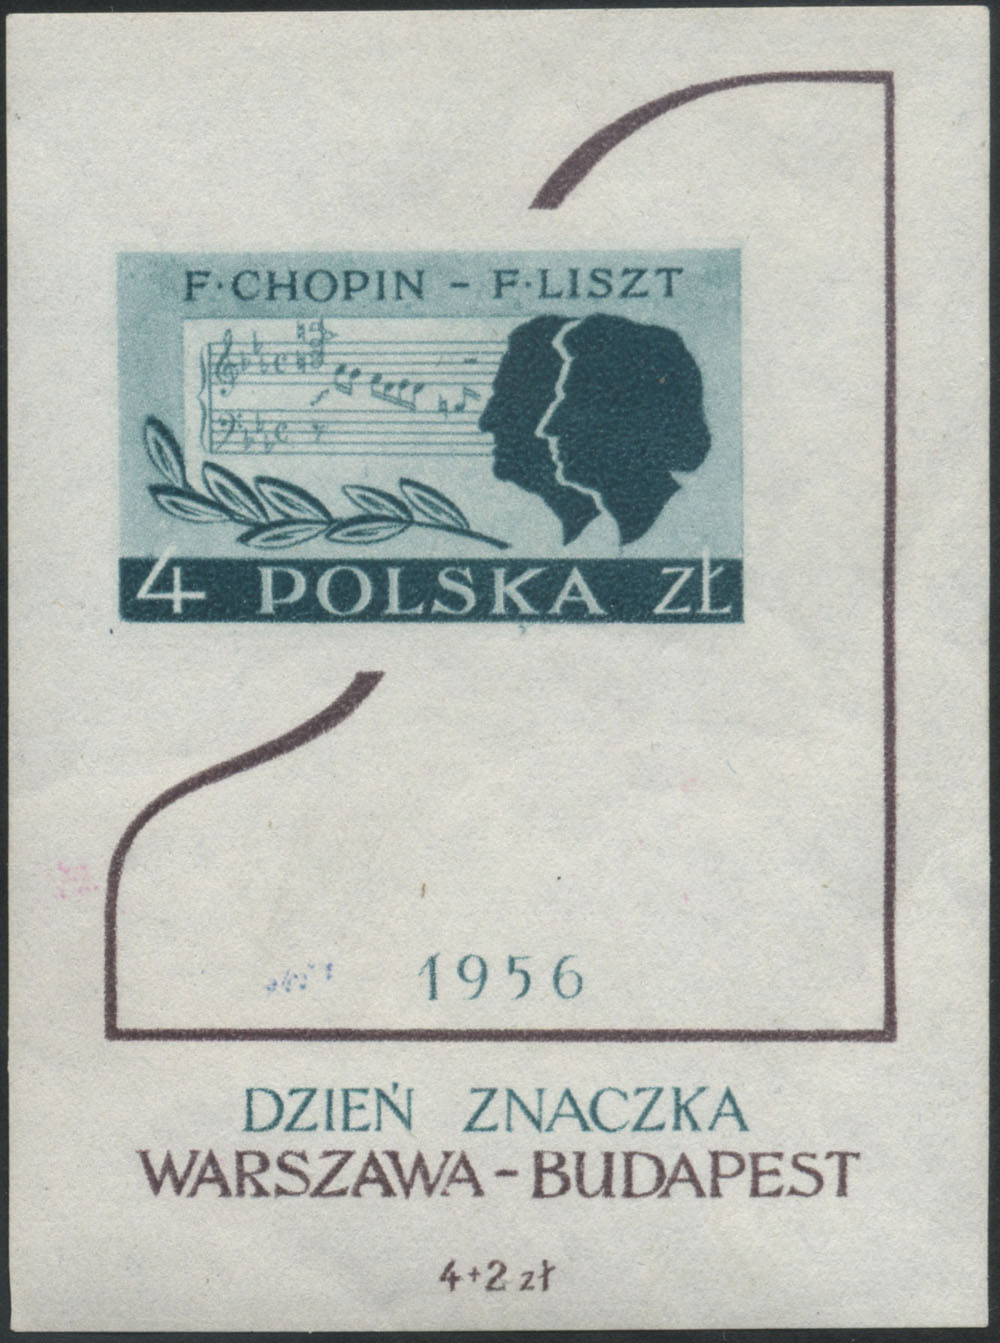 F·CHOPIN - F·LISZT
4 POLSKA ZŁ
1956
DZIEŃ ZNACZKA
WARSZAWA-BUDAPEST
4+2 zł